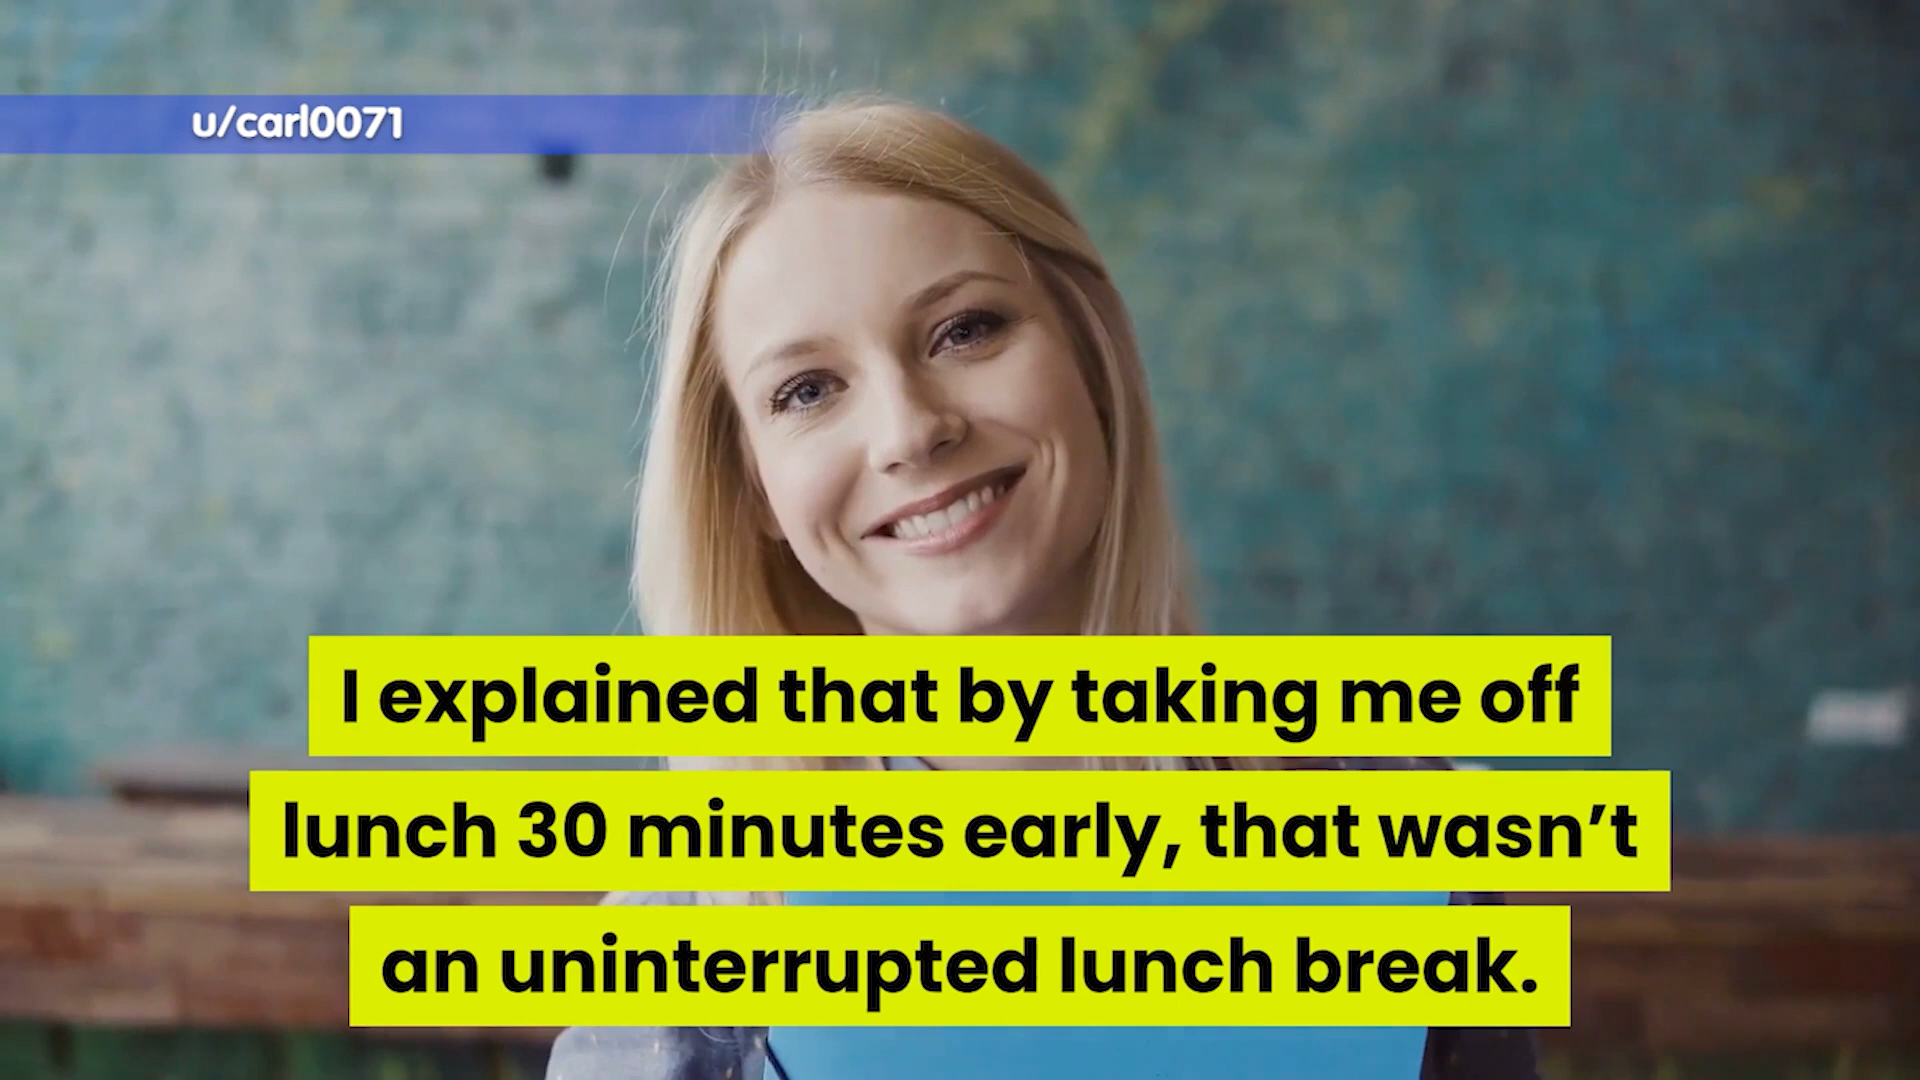 u/carl0071
I explained that by taking me off
lunch 30 minutes early, that wasn’t
an uninterrupted lunch break.